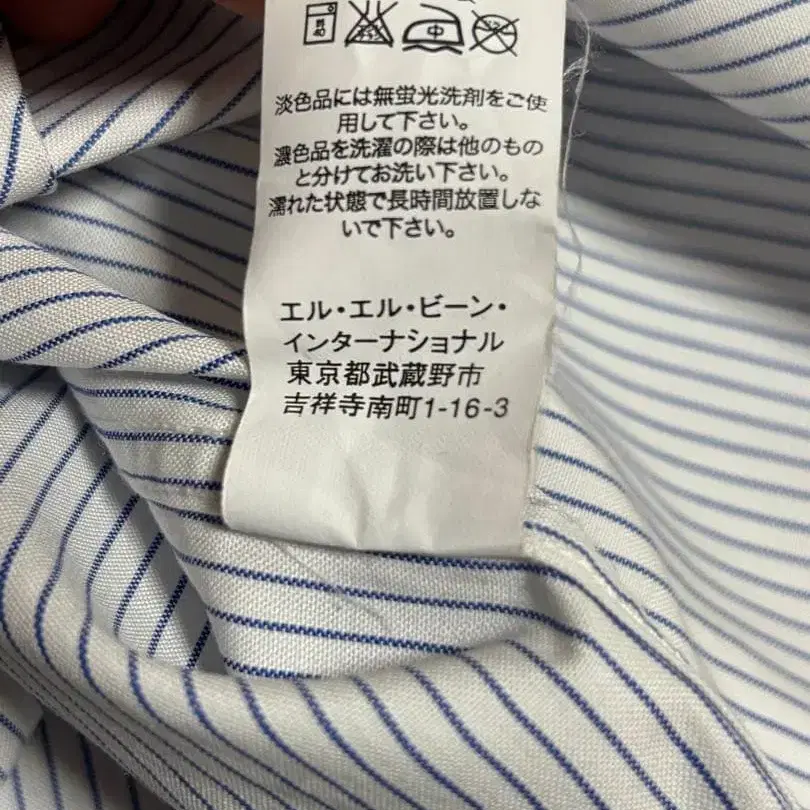 中
淡色品には無蛍光洗剤をご使
用して下さい。
濃色品を洗濯の際は他のもの
と分けてお洗い下さい。
濡れた状態で長時間放置しな
いで下さい。
エル・エル・ビーン・
インターナショナル
東京都武蔵野市
吉祥寺南町1-16-3